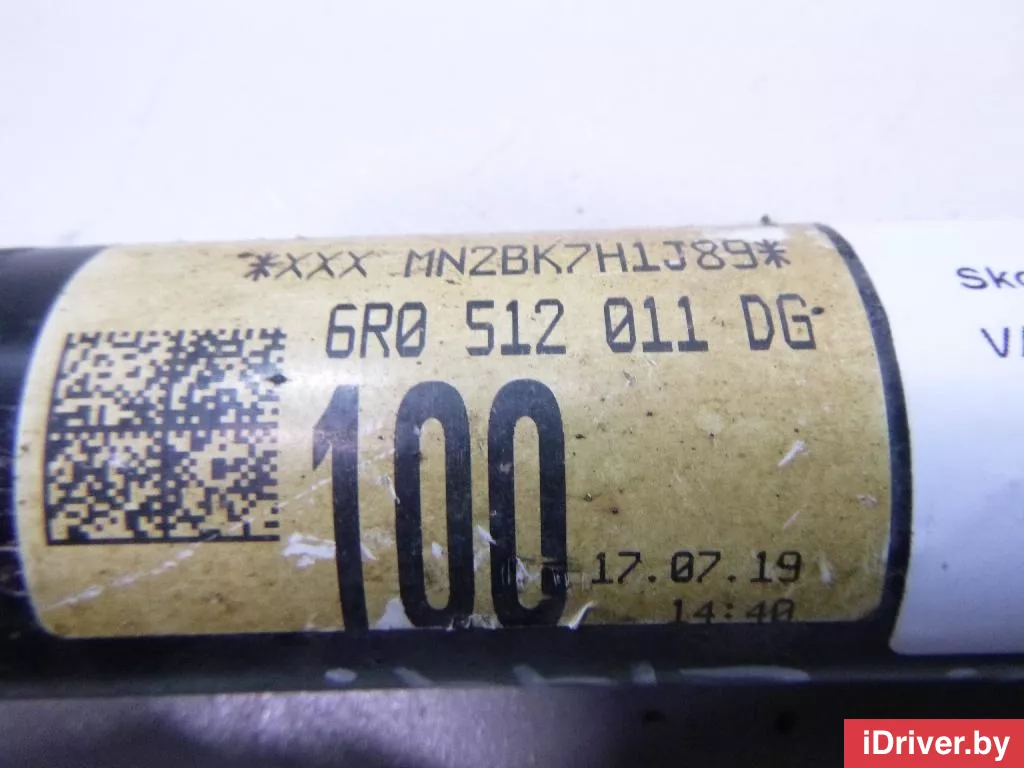 *XXX MN2BK7H1J89*
6R0 512 011 DG
100
17.07.19
14:40
iDriver.by